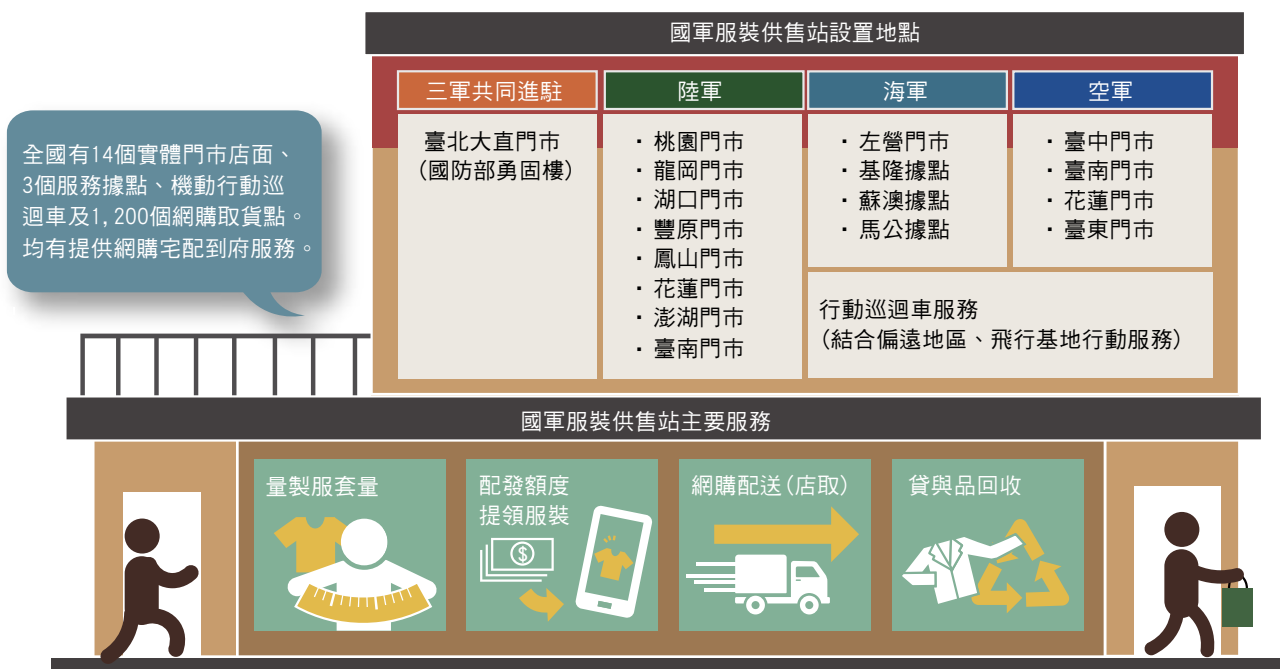 國軍服裝供售站設置地點
三軍共同進駐
臺北大直門市
(國防部勇固樓)
陸軍
・桃園門市
・龍岡門市
・湖口門市
・豐原門市
・鳳山門市
・花蓮門市
・澎湖門市
・臺南門市
海軍
・左營門市
・基隆據點
・蘇澳據點
・馬公據點
空軍
・臺中門市
・臺南門市
・花蓮門市
・臺東門市
行動巡迴車服務
(結合偏遠地區、飛行基地行動服務)
全國有14個實體門市店面、
3個服務據點、機動行動巡
迴車及1,200個網購取貨點。
均有提供網購宅配到府服務。
國軍服裝供售站主要服務
量製服套量
配發額度
提領服裝
$
網購配送(店取)
貸與品回收